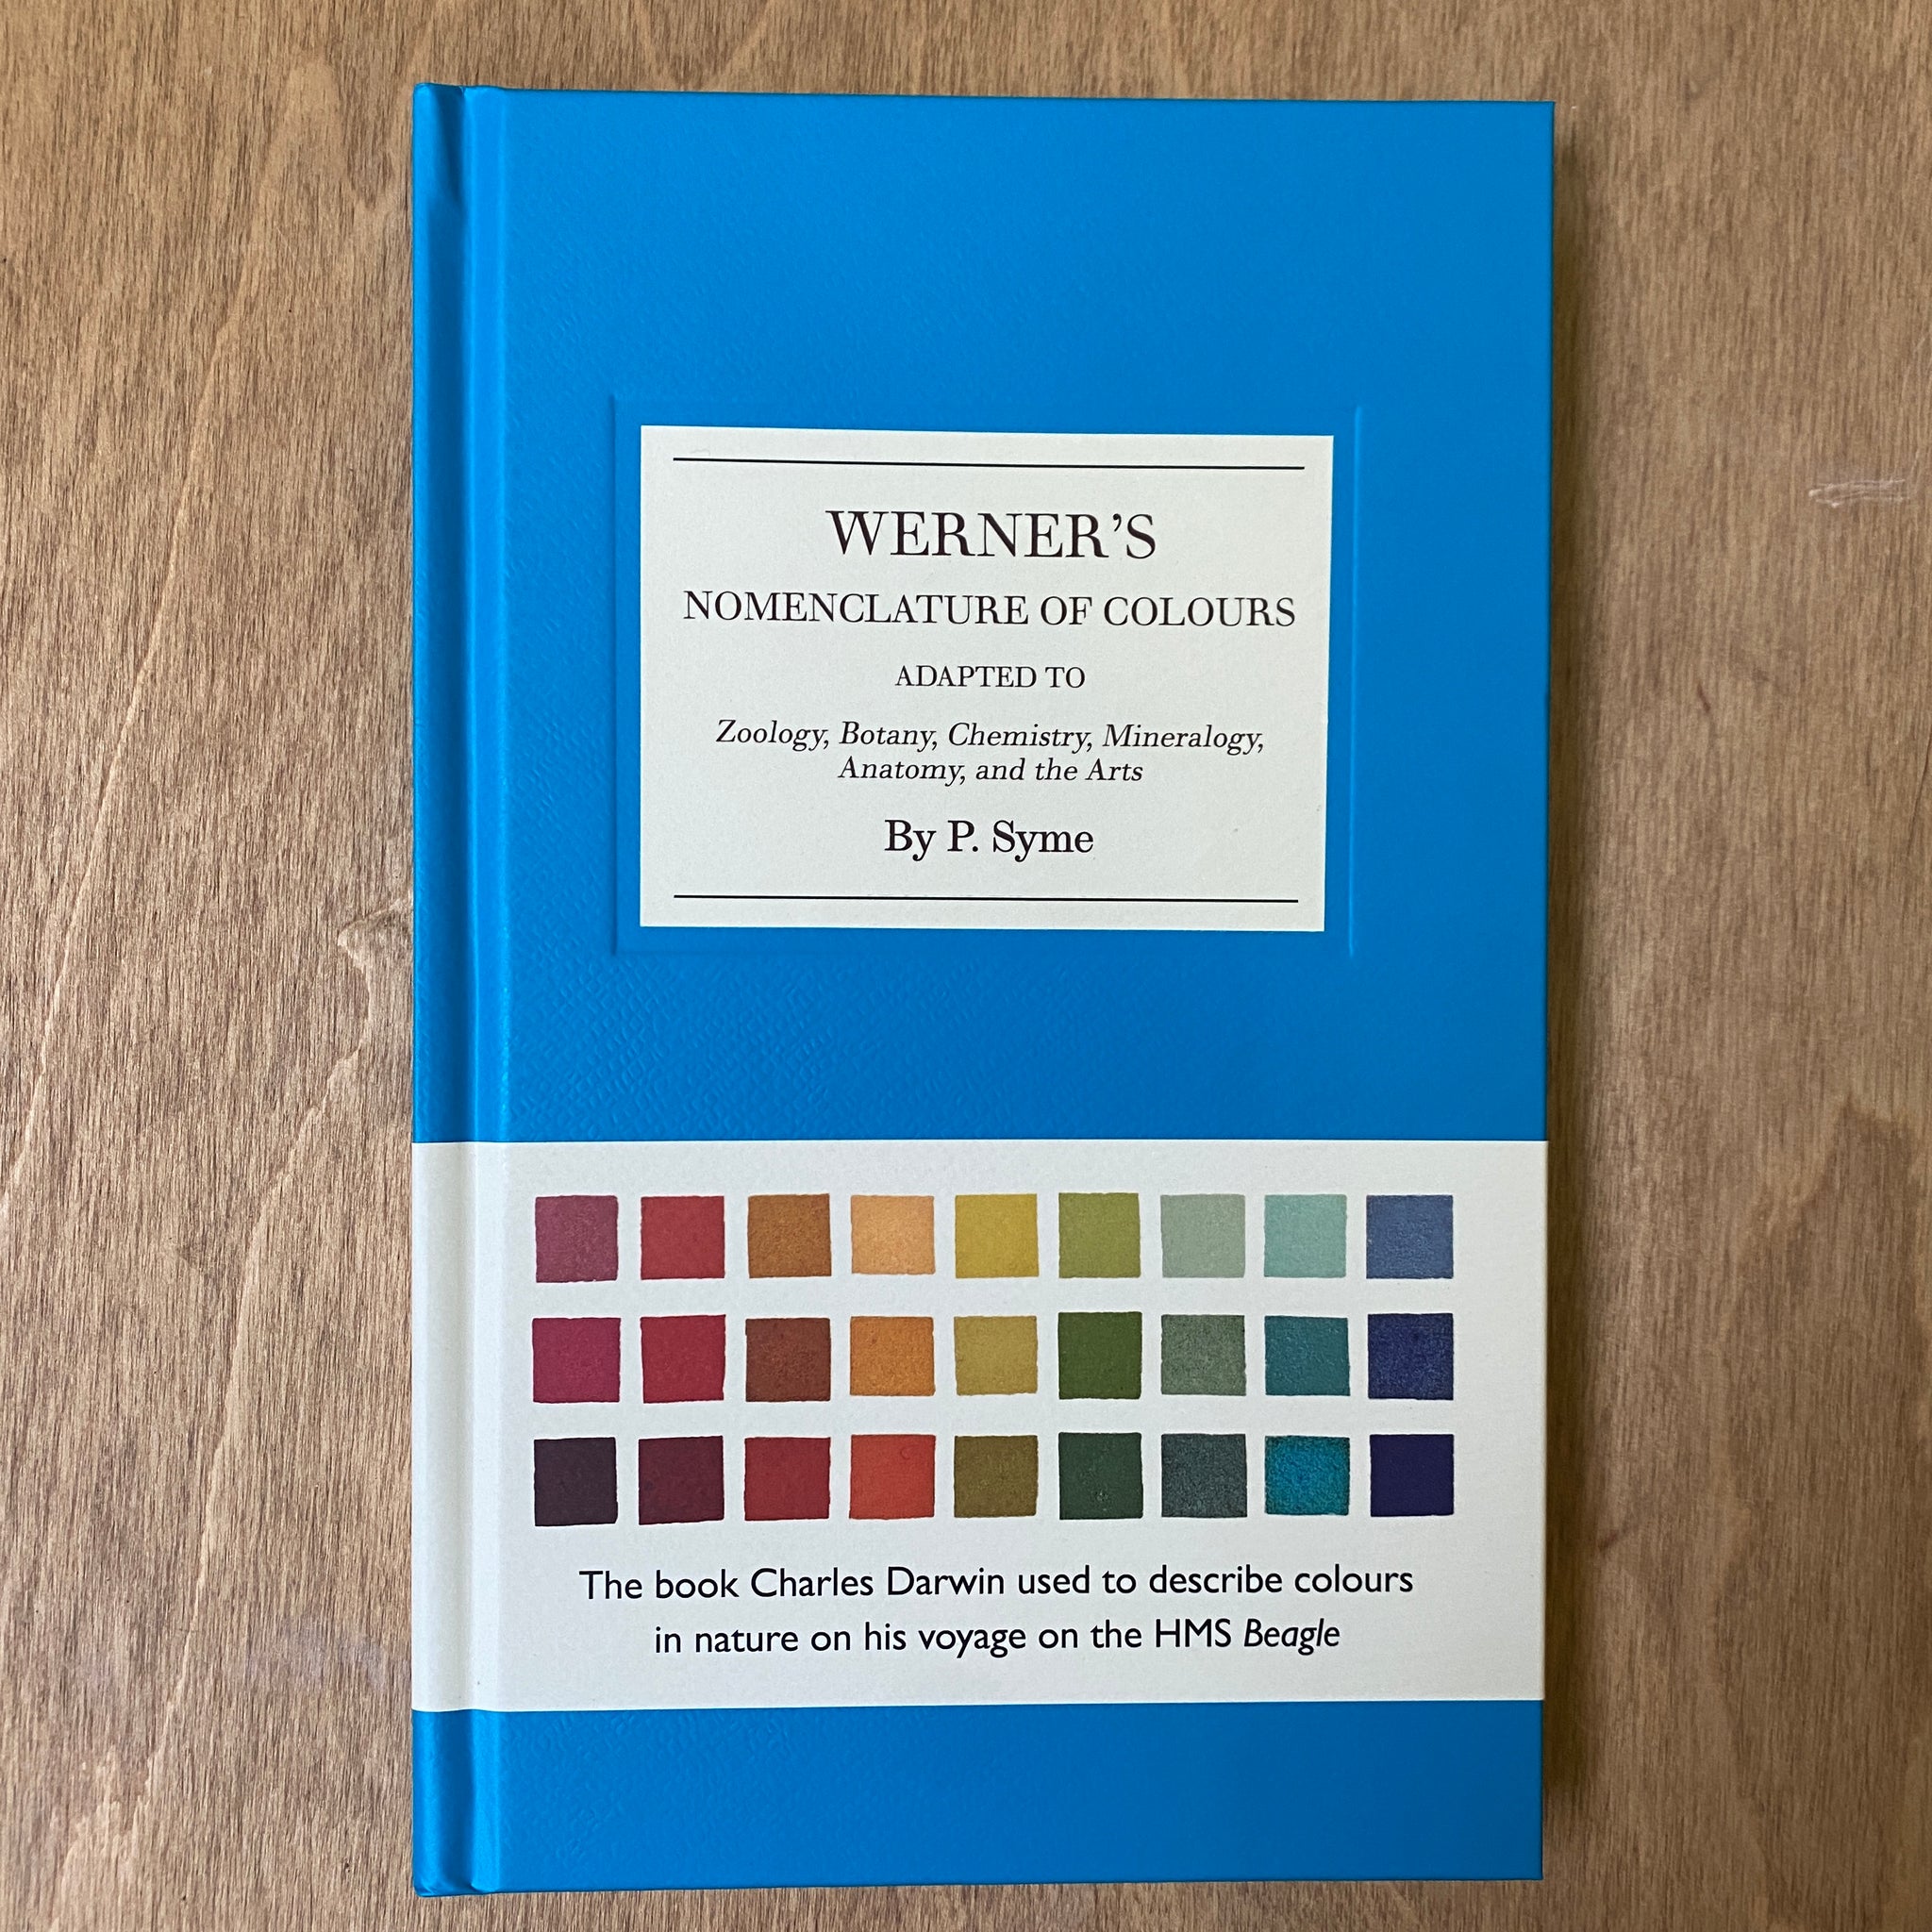 WERNER’S
NOMENCLATURE OF COLOURS
ADAPTED TO
Zoology, Botany, Chemistry, Mineralogy,
Anatomy, and the Arts
By P. Syme
The book Charles Darwin used to describe colours
in nature on his voyage on the HMS Beagle